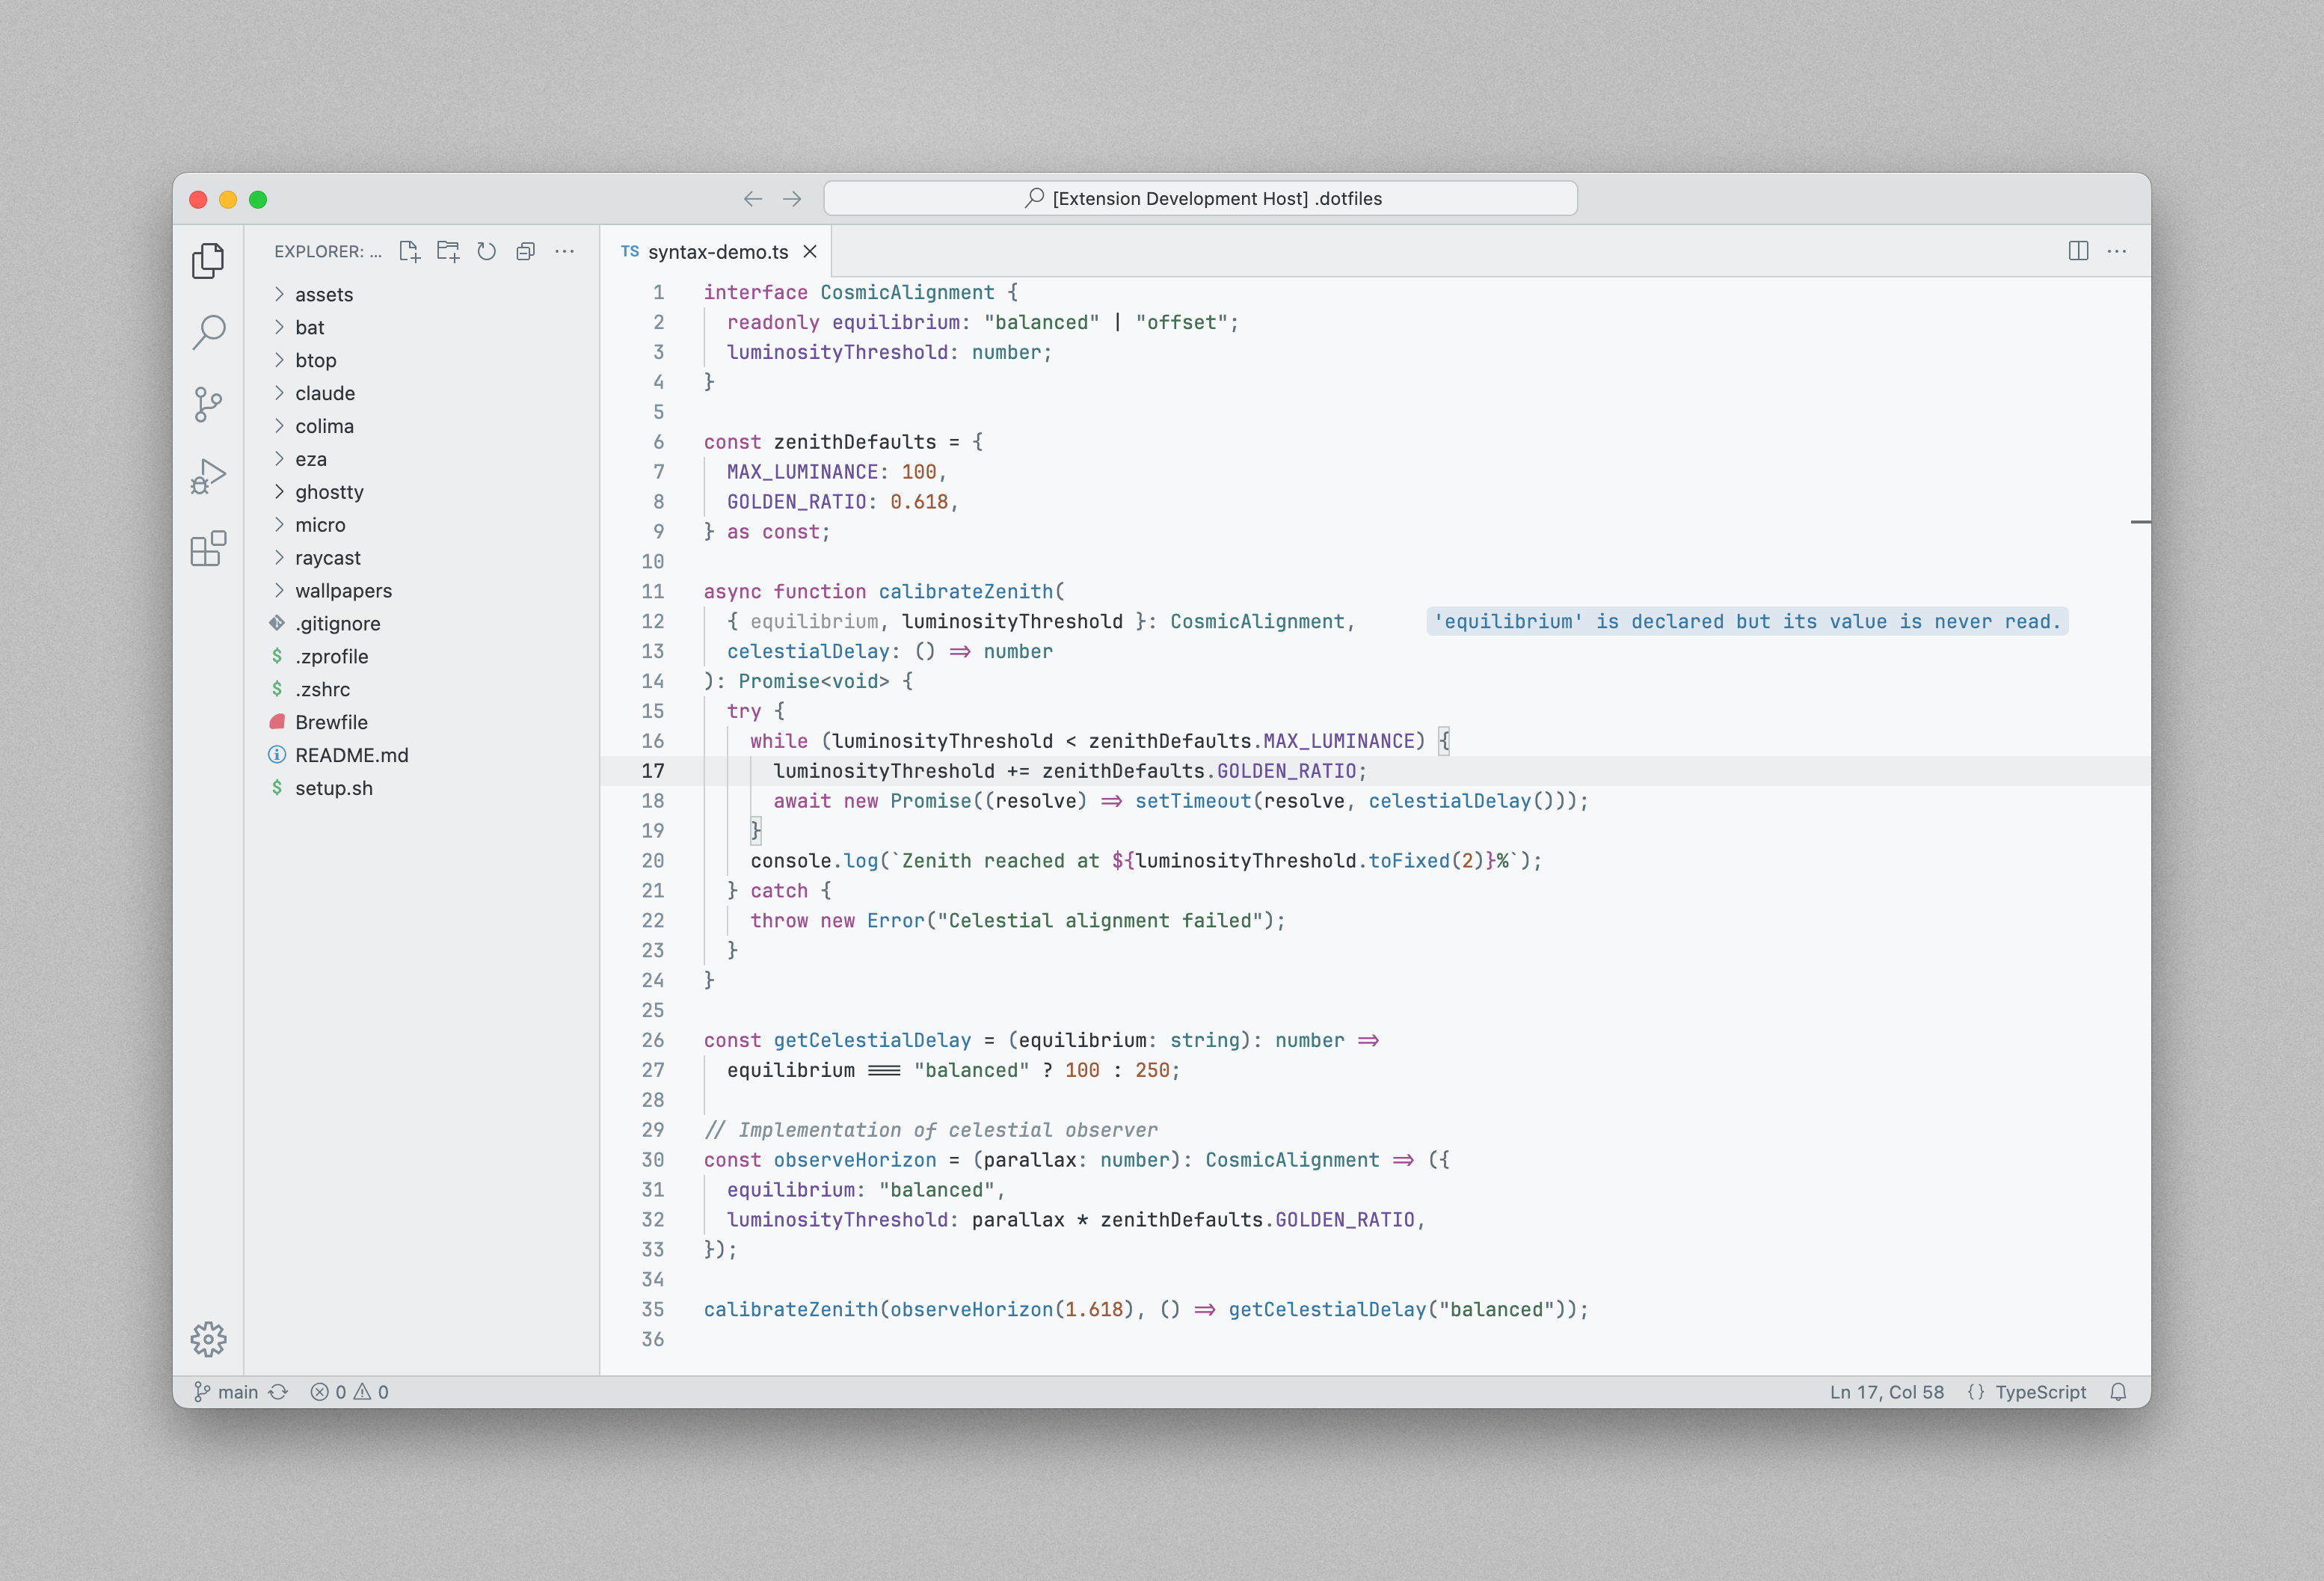 [Extension Development Host] .dotfiles
EXPLORER: ...
assets
bat
btop
claude
colima
eza
ghostty
micro
raycast
wallpapers
.gitignore
$ .zprofile
$ .zshrc
Brewfile
README.md
$ setup.sh
TS syntax-demo.ts
1 interface CosmicAlignment {
2   readonly equilibrium: "balanced" | "offset";
3   luminosityThreshold: number;
4 }
5
6 const zenithDefaults = {
7   MAX_LUMINANCE: 100,
8   GOLDEN_RATIO: 0.618,
9 } as const;
10
11 async function calibrateZenith(
12   { equilibrium, luminosityThreshold }: CosmicAlignment, 'equilibrium' is declared but its value is never read.
13   celestialDelay: () => number
14 ): Promise<void> {
15   try {
16     while (luminosityThreshold < zenithDefaults.MAX_LUMINANCE) {
17       luminosityThreshold += zenithDefaults.GOLDEN_RATIO;
18       await new Promise((resolve) => setTimeout(resolve, celestialDelay()));
19     }
20     console.log(`Zenith reached at ${luminosityThreshold.toFixed(2)}%`);
21   } catch {
22     throw new Error("Celestial alignment failed");
23   }
24 }
25
26 const getCelestialDelay = (equilibrium: string): number =>
27   equilibrium === "balanced" ? 100 : 250;
28
29 // Implementation of celestial observer
30 const observeHorizon = (parallax: number): CosmicAlignment => ({
31   equilibrium: "balanced",
32   luminosityThreshold: parallax * zenithDefaults.GOLDEN_RATIO,
33 });
34
35 calibrateZenith(observeHorizon(1.618), () => getCelestialDelay("balanced"));
36
main 0 0
Ln 17, Col 58 {} TypeScript